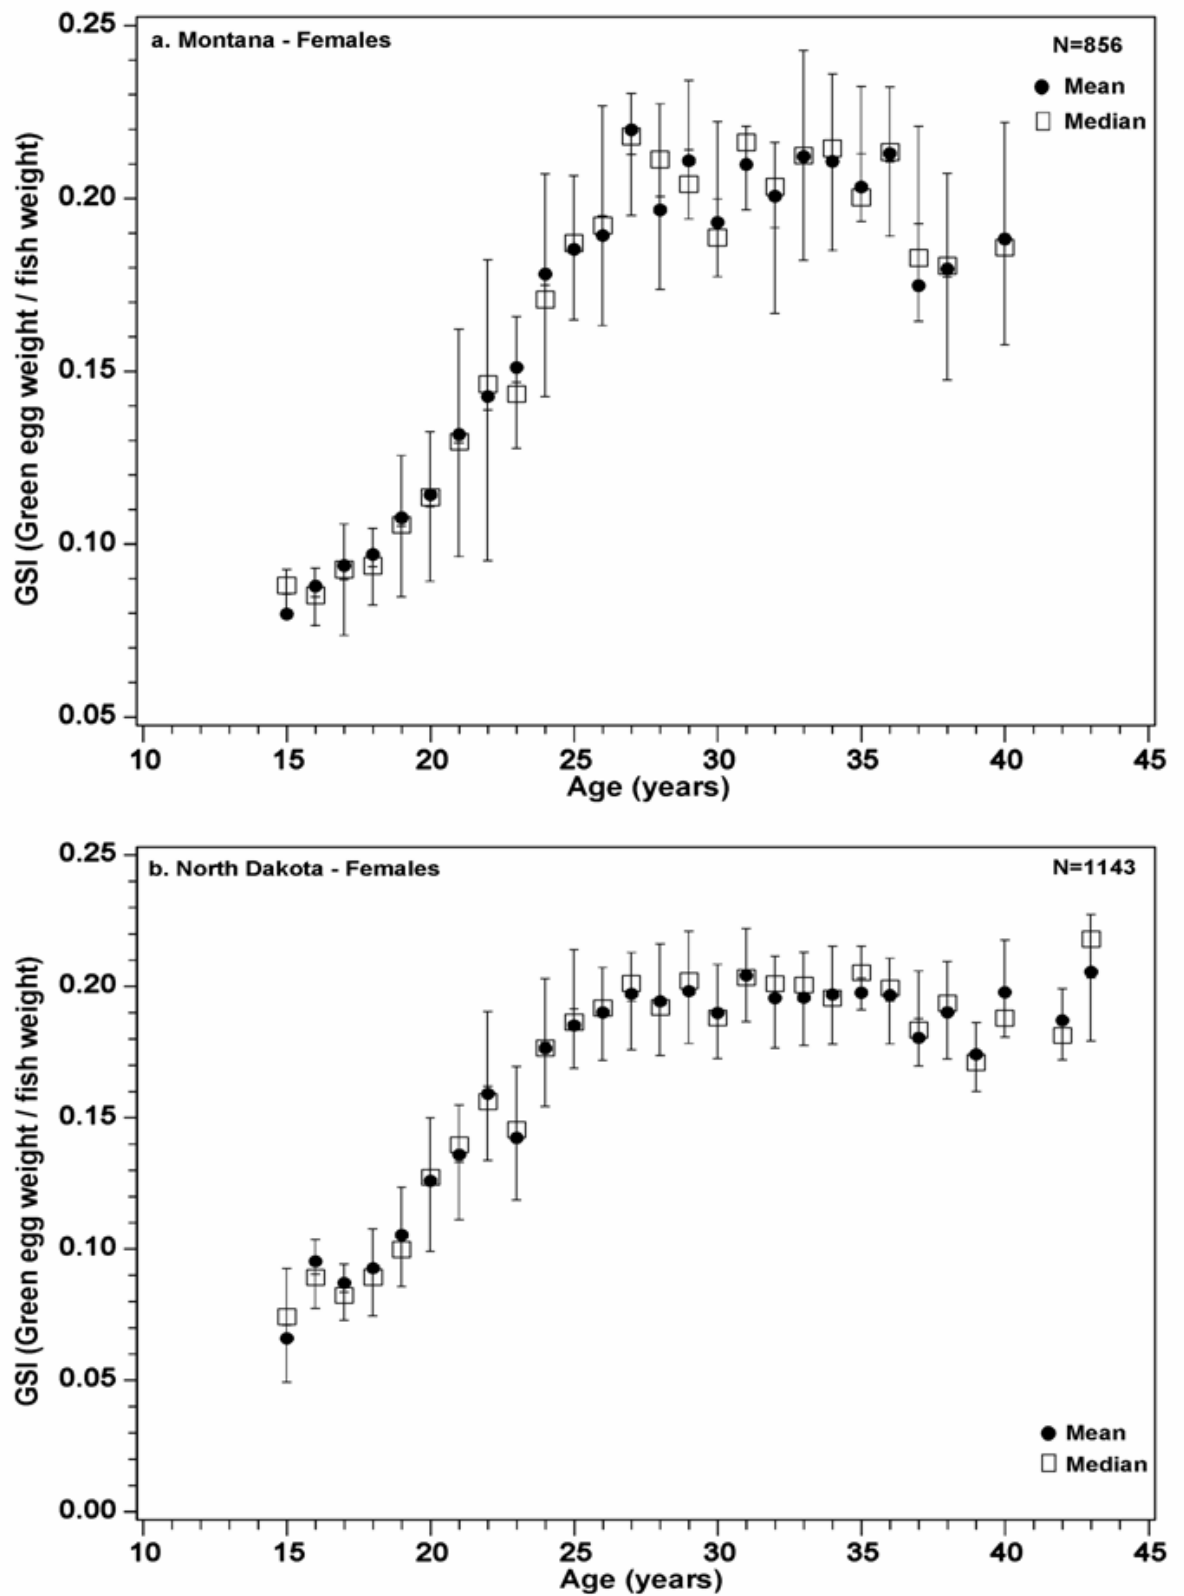 a. Montana - Females
N=856
Mean
Median
0.25
0.20
0.15
0.10
0.05
GSI (Green egg weight / fish weight)
10 15 20 25 30 35 40 45
Age (years)
b. North Dakota - Females
N=1143
0.25
0.20
0.15
0.10
0.05
0.00
GSI (Green egg weight / fish weight)
Mean
Median
10 15 20 25 30 35 40 45
Age (years)